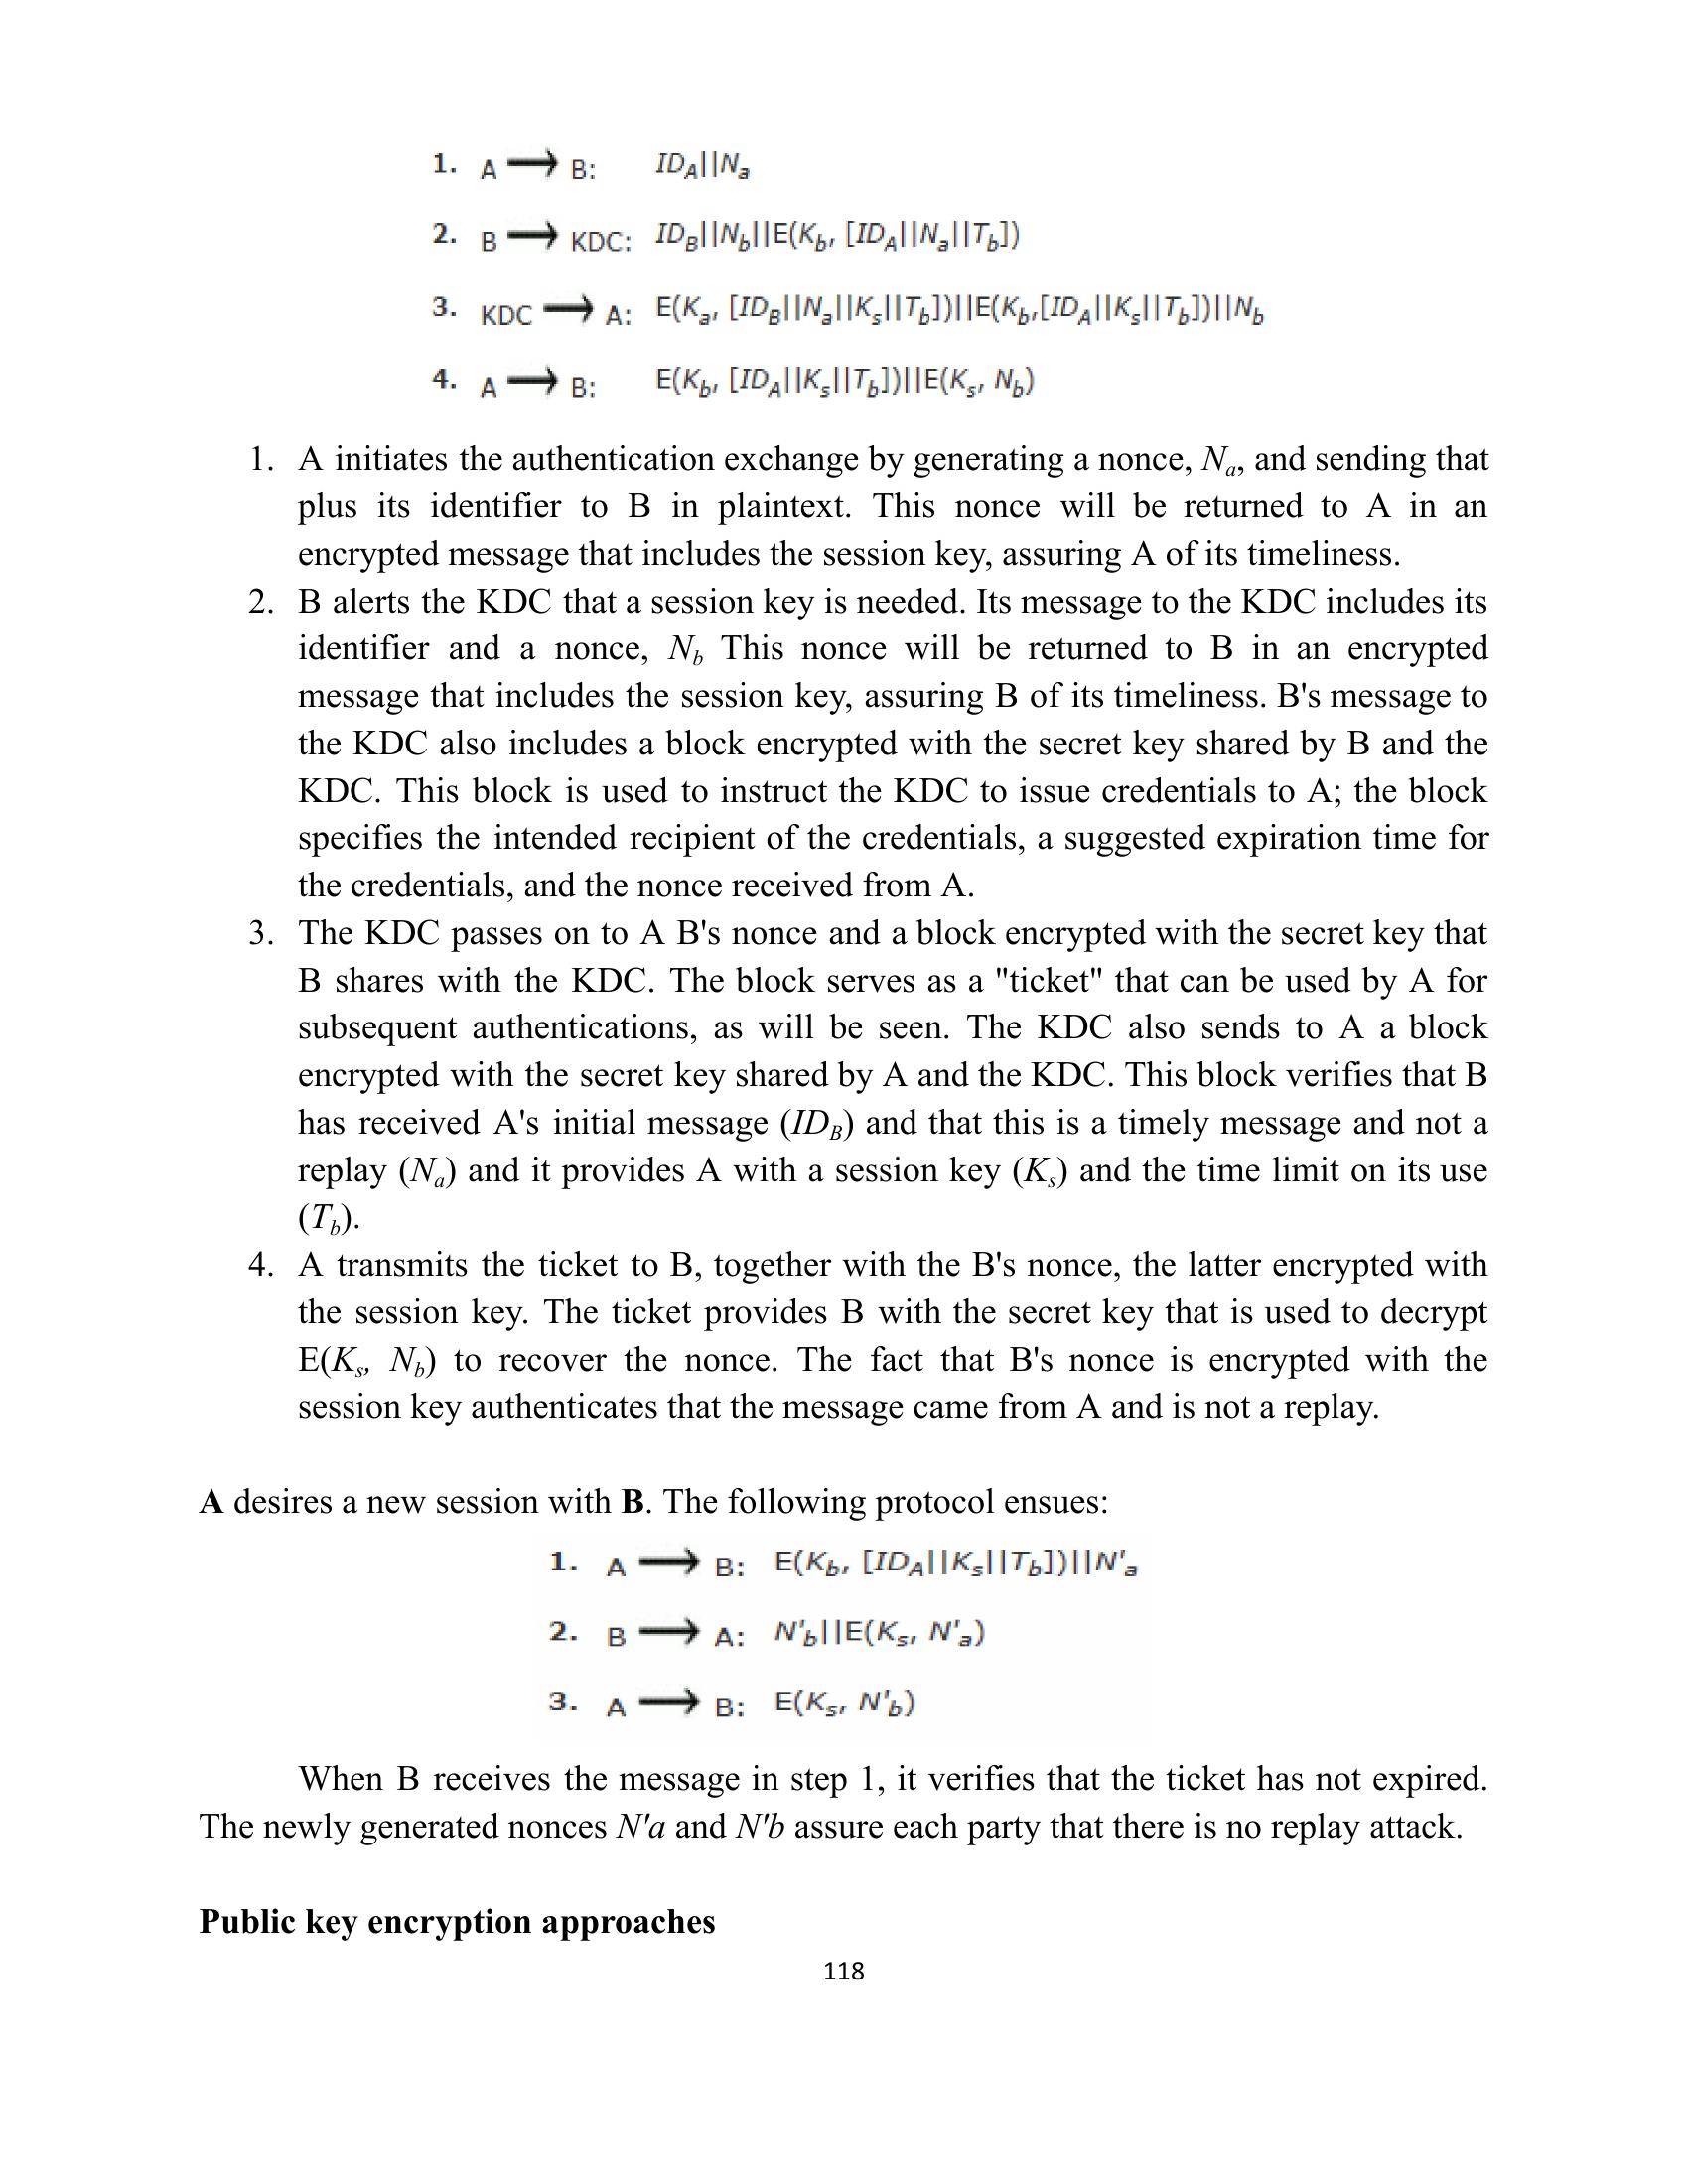 1. A ⟶ B: ID_A||N_a
2. B ⟶ KDC: ID_B||N_b||E(K_b, [ID_A||N_a||T_b])
3. KDC ⟶ A: E(K_a, [ID_B||N_a||K_s||T_b])||E(K_b,[ID_A||K_s||T_b])||N_b
4. A ⟶ B: E(K_b, [ID_A||K_s||T_b])||E(K_s, N_b)
1. A initiates the authentication exchange by generating a nonce, N_a, and sending that
plus its identifier to B in plaintext. This nonce will be returned to A in an
encrypted message that includes the session key, assuring A of its timeliness.
2. B alerts the KDC that a session key is needed. Its message to the KDC includes its
identifier and a nonce, N_b This nonce will be returned to B in an encrypted
message that includes the session key, assuring B of its timeliness. B's message to
the KDC also includes a block encrypted with the secret key shared by B and the
KDC. This block is used to instruct the KDC to issue credentials to A; the block
specifies the intended recipient of the credentials, a suggested expiration time for
the credentials, and the nonce received from A.
3. The KDC passes on to A B's nonce and a block encrypted with the secret key that
B shares with the KDC. The block serves as a "ticket" that can be used by A for
subsequent authentications, as will be seen. The KDC also sends to A a block
encrypted with the secret key shared by A and the KDC. This block verifies that B
has received A's initial message (ID_B) and that this is a timely message and not a
replay (N_a) and it provides A with a session key (K_s) and the time limit on its use
(T_b).
4. A transmits the ticket to B, together with the B's nonce, the latter encrypted with
the session key. The ticket provides B with the secret key that is used to decrypt
E(K_s, N_b) to recover the nonce. The fact that B's nonce is encrypted with the
session key authenticates that the message came from A and is not a replay.
A desires a new session with B. The following protocol ensues:
1. A ⟶ B: E(K_b, [ID_A||K_s||T_b])||N'_a
2. B ⟶ A: N'_b||E(K_s, N'_a)
3. A ⟶ B: E(K_s, N'_b)
When B receives the message in step 1, it verifies that the ticket has not expired.
The newly generated nonces N'a and N'b assure each party that there is no replay attack.
Public key encryption approaches
118